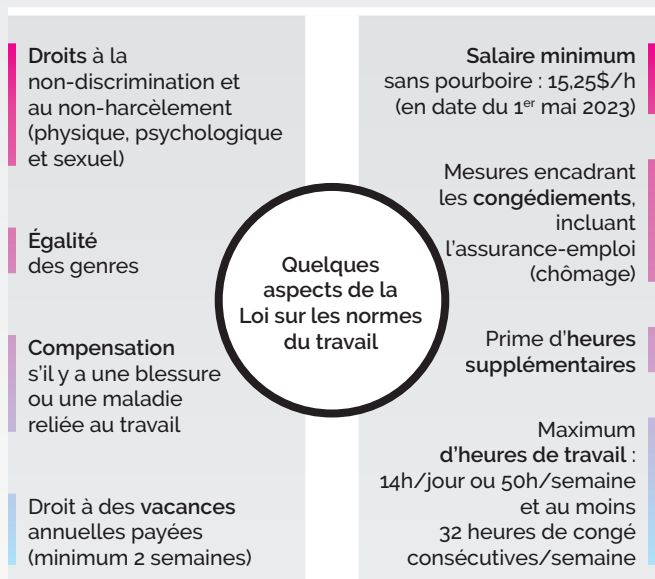 Droits à la
non-discrimination et
au non-harcèlement
(physique, psychologique
et sexuel)
Égalité
des genres
Compensation
s'il y a une blessure
ou une maladie
reliée au travail
Droit à des vacances
annuelles payées
(minimum 2 semaines)
Quelques
aspects de la
Loi sur les normes
du travail
Salaire minimum
sans pourboire : 15,25$/h
(en date du 1er mai 2023)
Mesures encadrant
les congédiements,
incluant
l'assurance-emploi
(chômage)
Prime d'heures
supplémentaires
Maximum
d'heures de travail :
14h/jour ou 50h/semaine
et au moins
32 heures de congé
consécutives/semaine